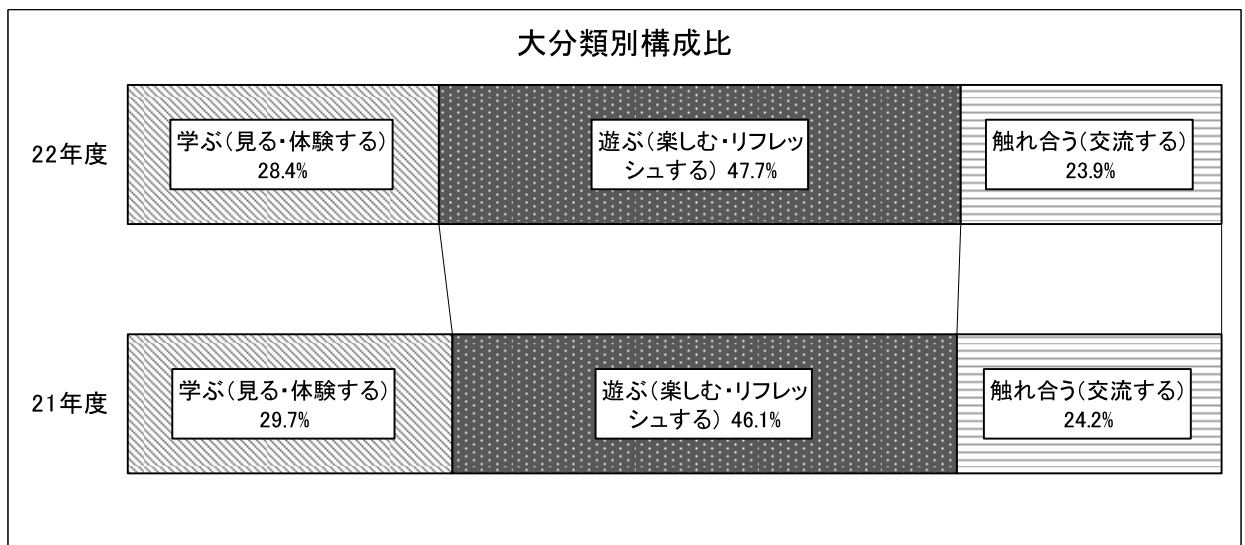 大分類別構成比
22年度
学ぶ(見る・体験する)
28.4%
遊ぶ(楽しむ・リフレッ
シュする) 47.7%
触れ合う(交流する)
23.9%
21年度
学ぶ(見る・体験する)
29.7%
遊ぶ(楽しむ・リフレッ
シュする) 46.1%
触れ合う(交流する)
24.2%